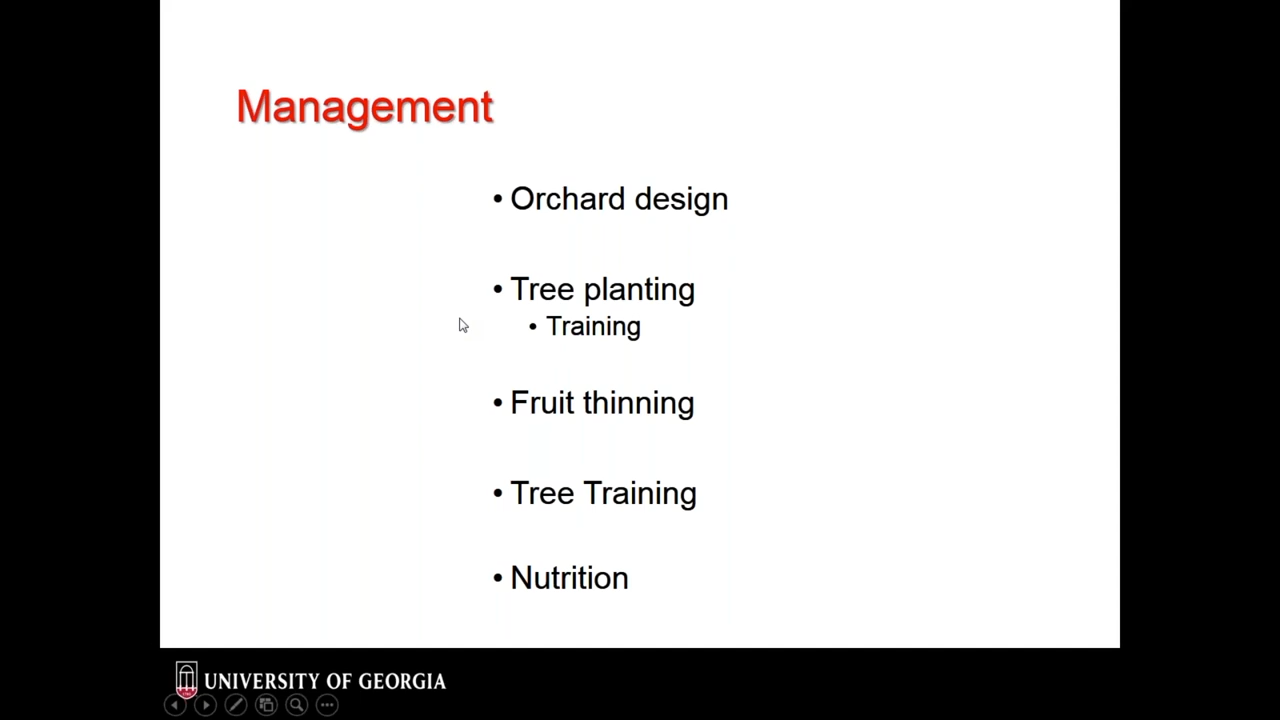 Management
• Orchard design
• Tree planting
• Training
• Fruit thinning
• Tree Training
• Nutrition
UNIVERSITY OF GEORGIA